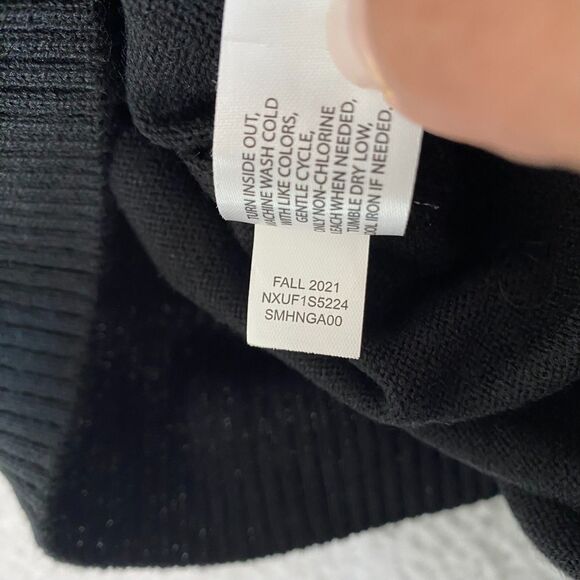 TURN INSIDE OUT,
MACHINE WASH COLD
WITH LIKE COLORS,
GENTLE CYCLE,
ONLY NON-CHLORINE
BLEACH WHEN NEEDED,
TUMBLE DRY LOW,
COOL IRON IF NEEDED,
FALL 2021
NXUF1S5224
SMHNGA00